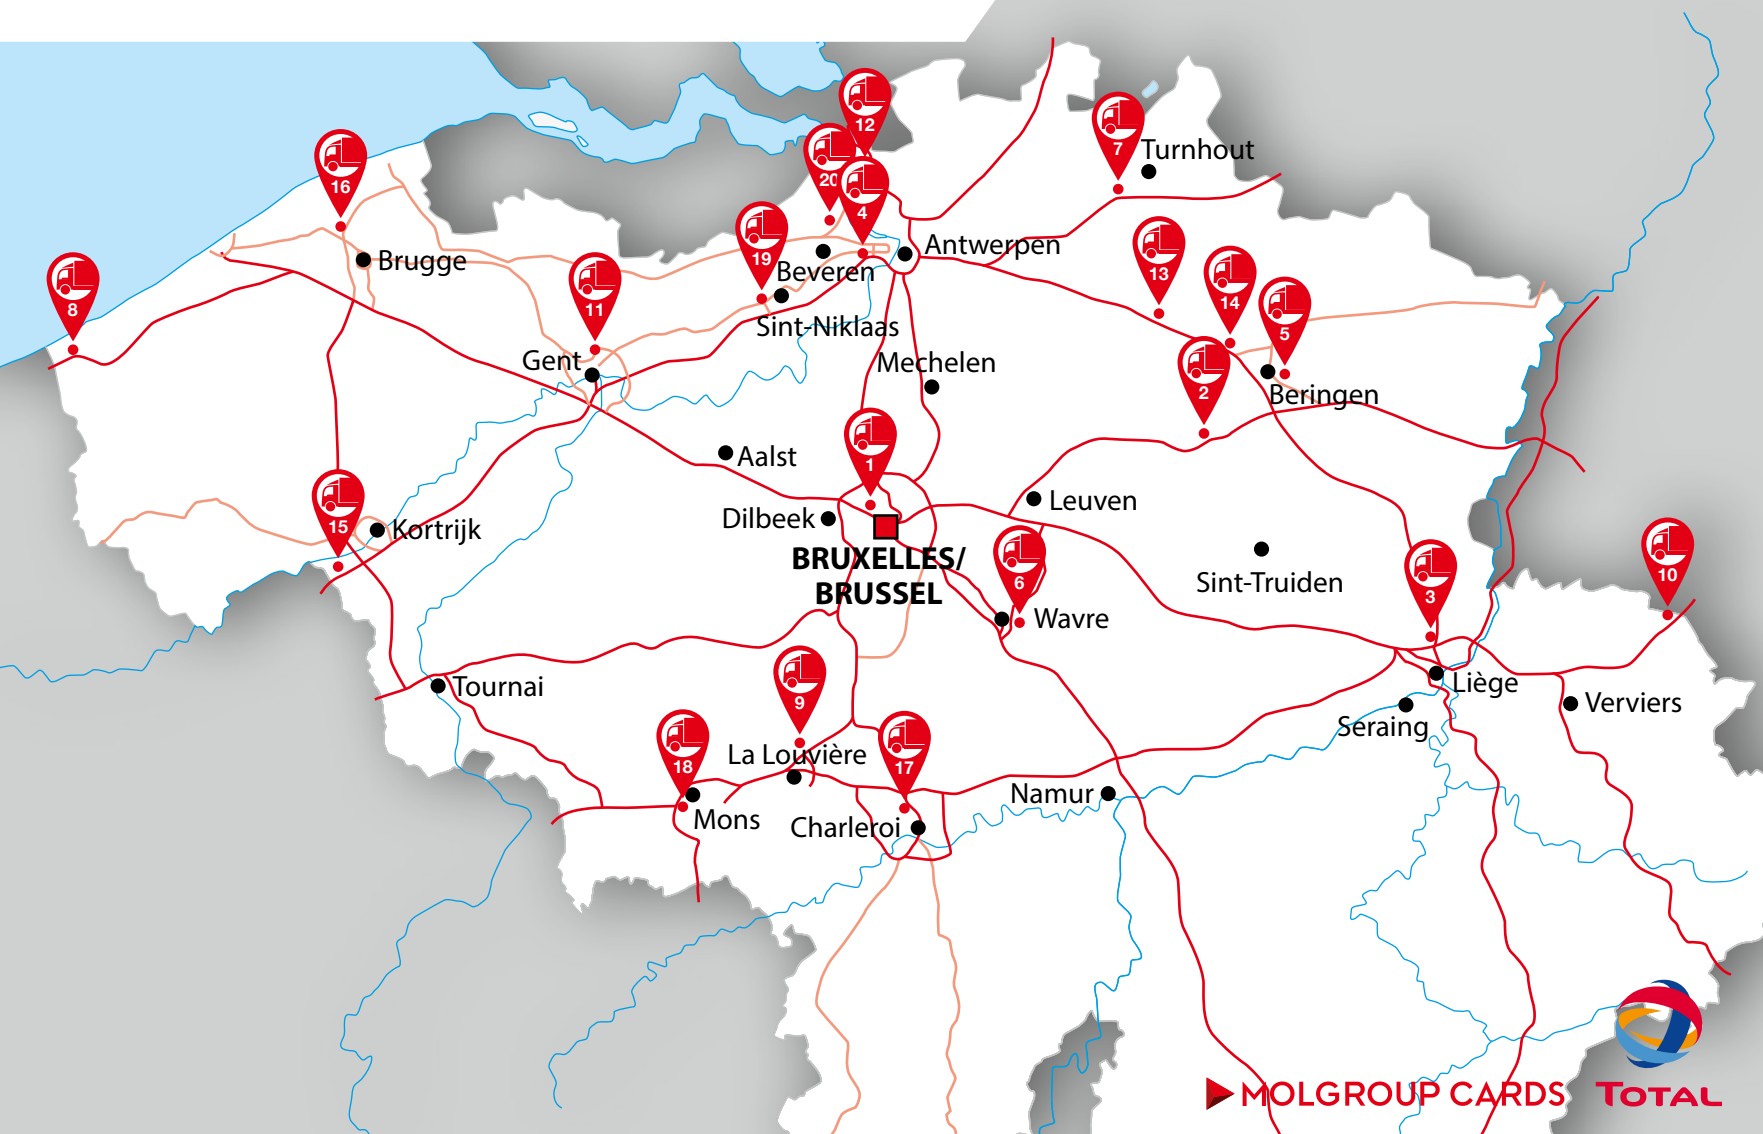 12
7
Turnhout
20
16
4
19
Antwerpen
Brugge
Beveren
13
14
8
11
5
Sint-Niklaas
Gent
Mechelen
2
Beringen
Aalst
1
Leuven
Dilbeek
15
Kortrijk
BRUXELLES/
BRUSSEL
6
Sint-Truiden
3
10
Wavre
Tournai
Liège
9
Verviers
Seraing
La Louvière
18
17
Namur
Mons
Charleroi
MOLGROUP CARDS
TOTAL